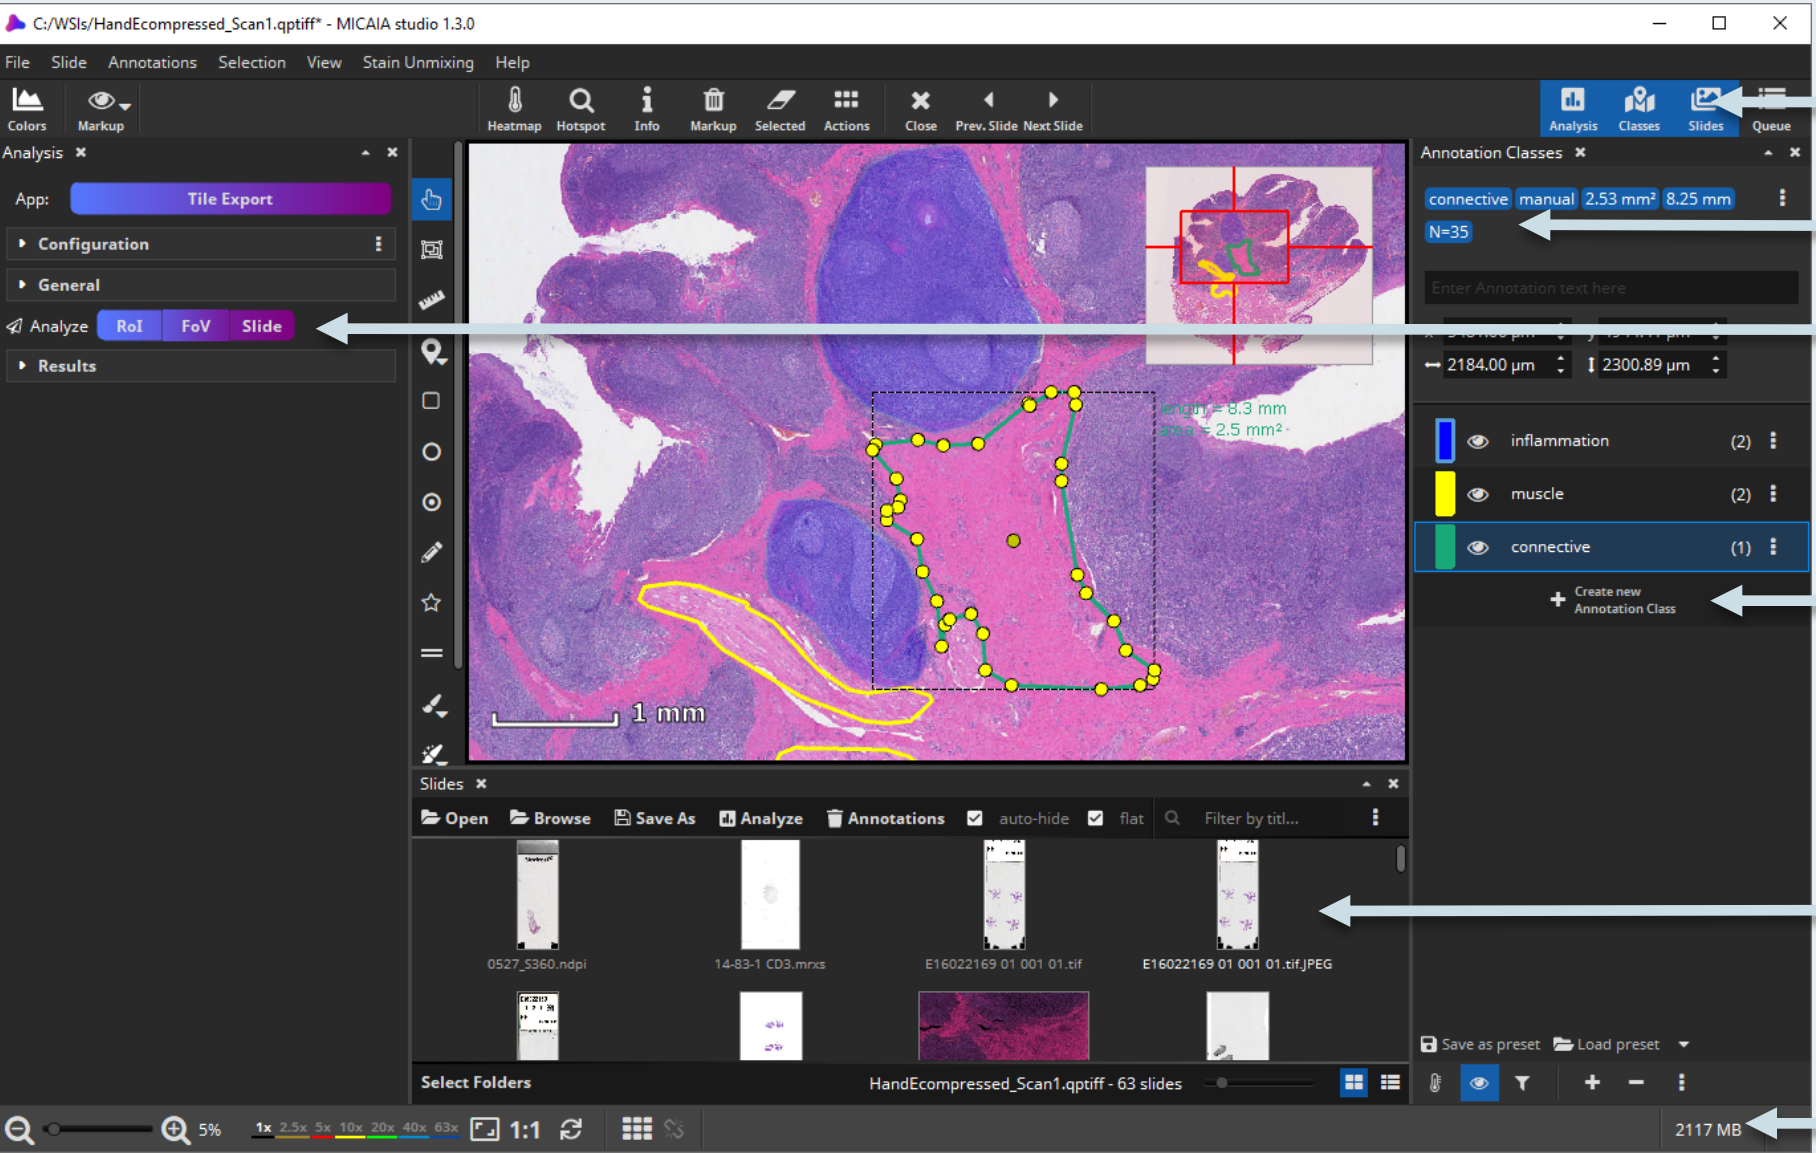 C:/WSIs/HandEcompressed_Scan1.qptiff* - MICAIA studio 1.3.0
File Slide Annotations Selection View Stain Unmixing Help
Colors Markup Heatmap Hotspot Info Markup Selected Actions Close Prev. Slide Next Slide Analysis Classes Slides Queue
Analysis
App: Tile Export
Configuration
General
Analyze RoI FoV Slide
Results
length = 8.3 mm
area = 2.5 mm²
1 mm
Annotation Classes
connective manual 2.53 mm² 8.25 mm
N=35
Enter Annotation text here
2184.00 µm 2300.89 µm
inflammation (2)
muscle (2)
connective (1)
Create new
Annotation Class
Save as preset Load preset
Slides
Open Browse Save As Analyze Annotations auto-hide flat Filter by titl...
0527_S360.ndpi 14-83-1 CD3.mrxs E16022169 01 001 01.tif E16022169 01 001 01.tif.JPEG
Select Folders HandEcompressed_Scan1.qptiff - 63 slides
5% 1x 2.5x 5x 10x 20x 40x 63x 1:1 2117 MB